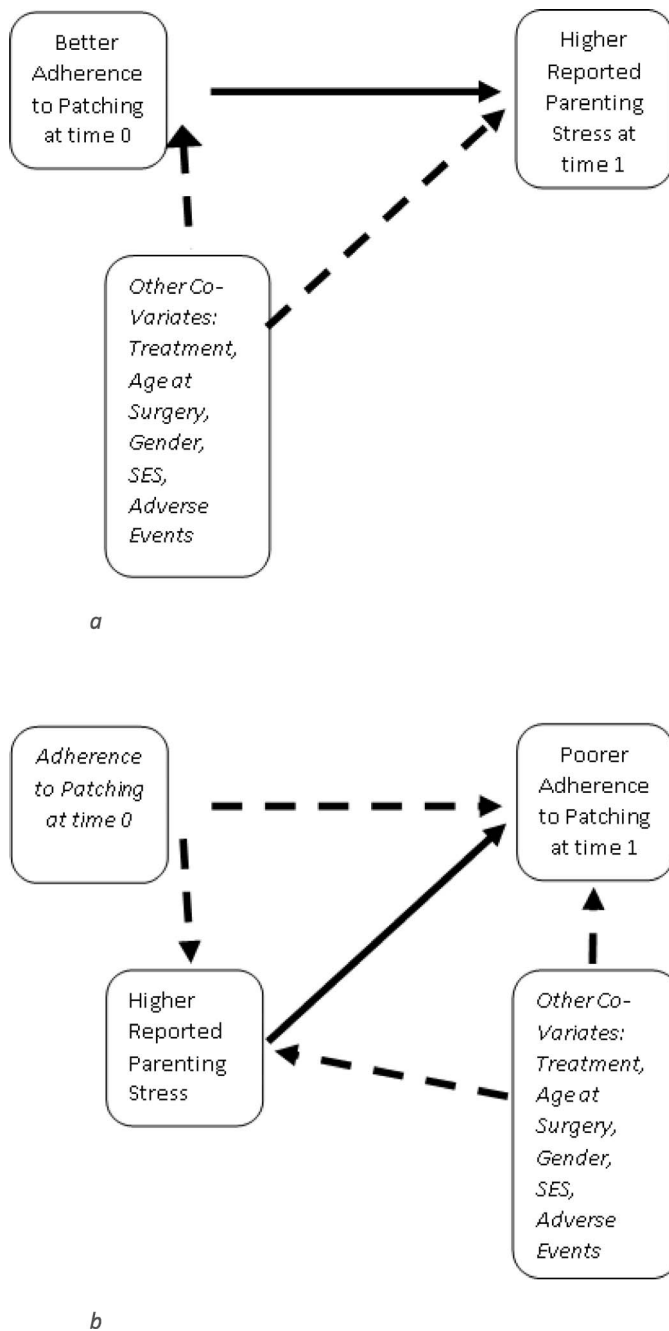 Better
Adherence
to Patching
at time 0
Higher
Reported
Parenting
Stress at
time 1
Other Co-
Variates:
Treatment,
Age at
Surgery,
Gender,
SES,
Adverse
Events
a
Adherence
to Patching
at time 0
Poorer
Adherence
to Patching
at time 1
Higher
Reported
Parenting
Stress
Other Co-
Variates:
Treatment,
Age at
Surgery,
Gender,
SES,
Adverse
Events
b